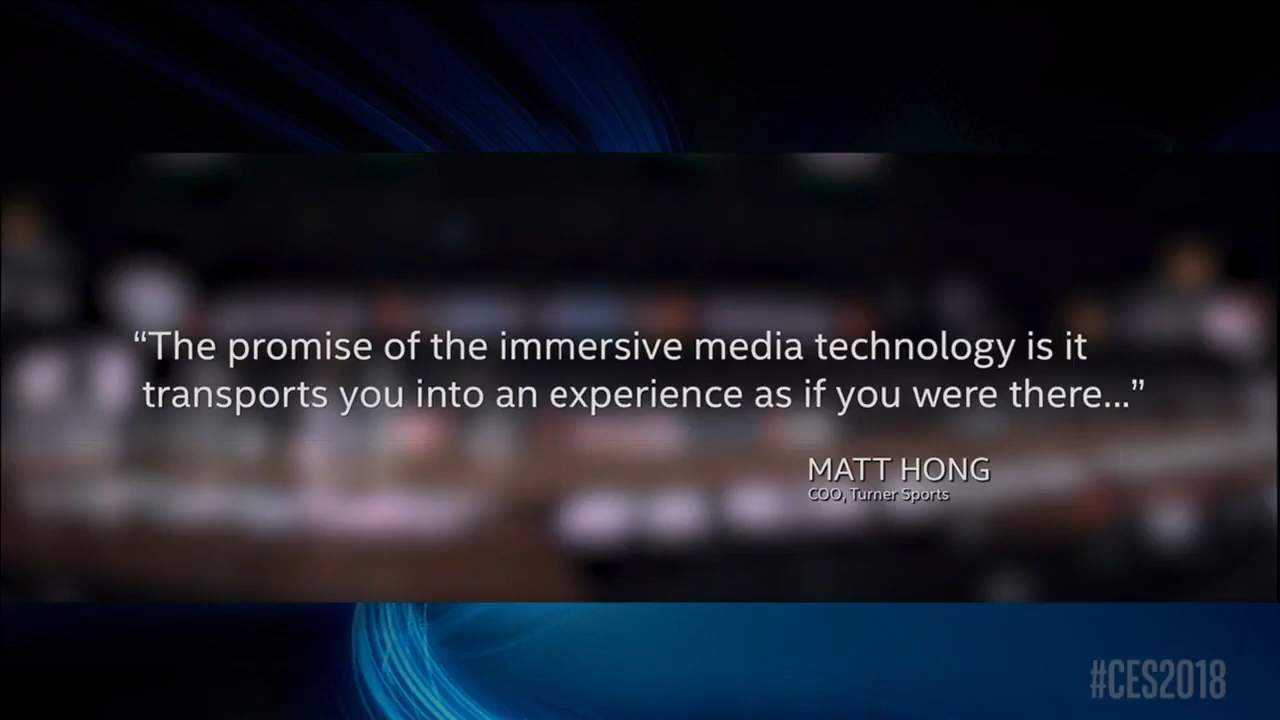 “The promise of the immersive media technology is it
transports you into an experience as if you were there...”
MATT HONG
COO, Turner Sports
#CES2018